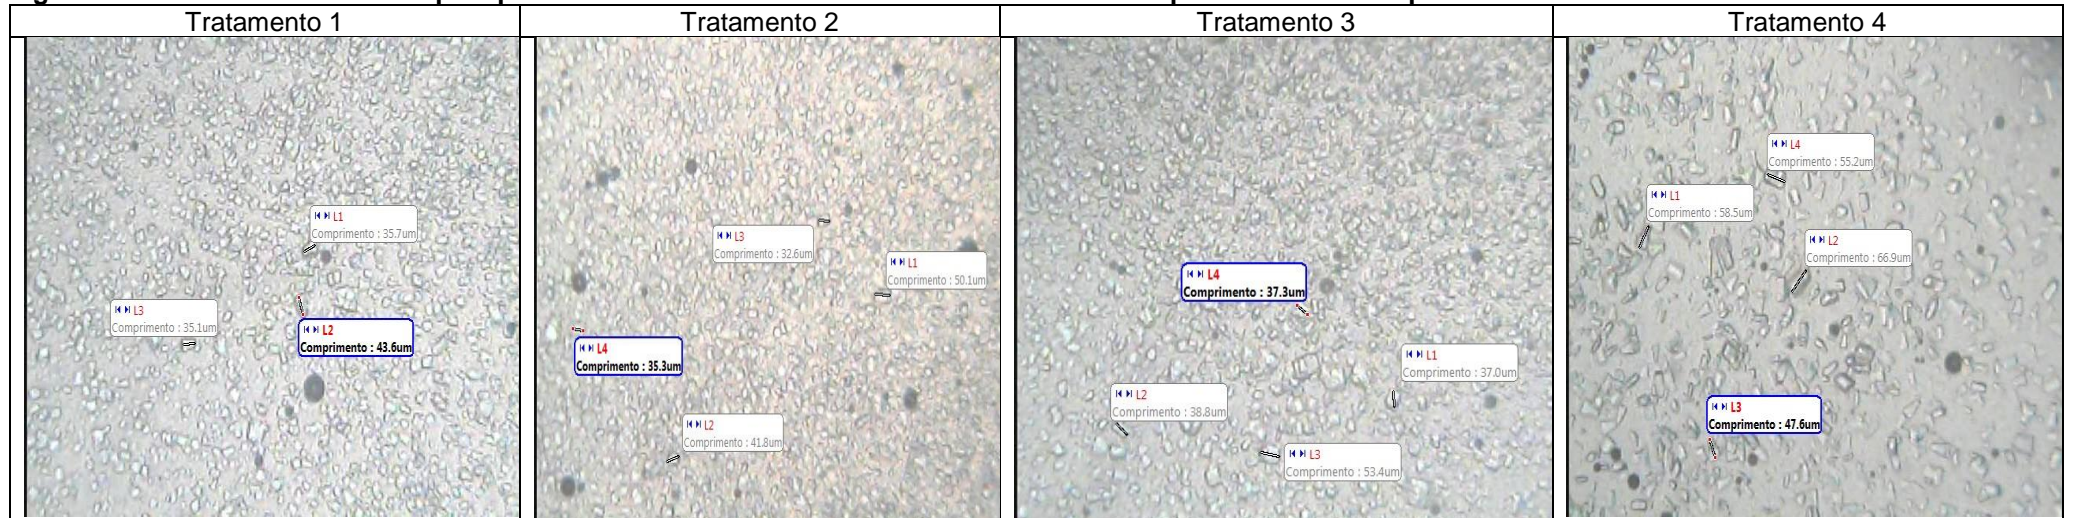 Tratamento 1
Tratamento 2
Tratamento 3
Tratamento 4
L1
Comprimento : 35.7um
L3
Comprimento : 35.1um
L2
Comprimento : 43.6um
L3
Comprimento : 32.6um
L1
Comprimento : 50.1um
L4
Comprimento : 35.3um
L2
Comprimento : 41.8um
L4
Comprimento : 37.3um
L1
Comprimento : 37.0um
L2
Comprimento : 38.8um
L3
Comprimento : 53.4um
L4
Comprimento : 55.2um
L1
Comprimento : 58.5um
L2
Comprimento : 66.9um
L3
Comprimento : 47.6um